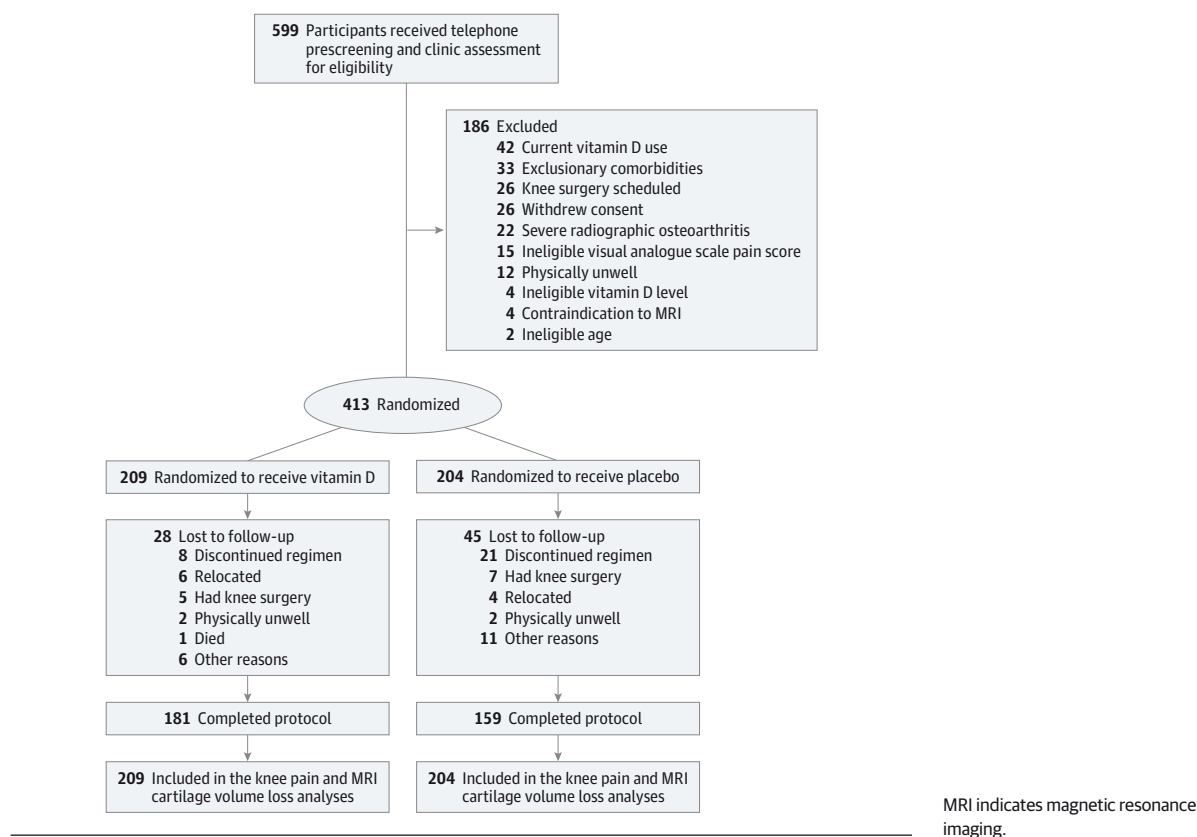 599 Participants received telephone
prescreening and clinic assessment
for eligibility
186 Excluded
42 Current vitamin D use
33 Exclusionary comorbidities
26 Knee surgery scheduled
26 Withdrew consent
22 Severe radiographic osteoarthritis
15 Ineligible visual analogue scale pain score
12 Physically unwell
4 Ineligible vitamin D level
4 Contraindication to MRI
2 Ineligible age
413 Randomized
209 Randomized to receive vitamin D
28 Lost to follow-up
8 Discontinued regimen
6 Relocated
5 Had knee surgery
2 Physically unwell
1 Died
6 Other reasons
181 Completed protocol
209 Included in the knee pain and MRI
cartilage volume loss analyses
204 Randomized to receive placebo
45 Lost to follow-up
21 Discontinued regimen
7 Had knee surgery
4 Relocated
2 Physically unwell
11 Other reasons
159 Completed protocol
204 Included in the knee pain and MRI
cartilage volume loss analyses
MRI indicates magnetic resonance
imaging.